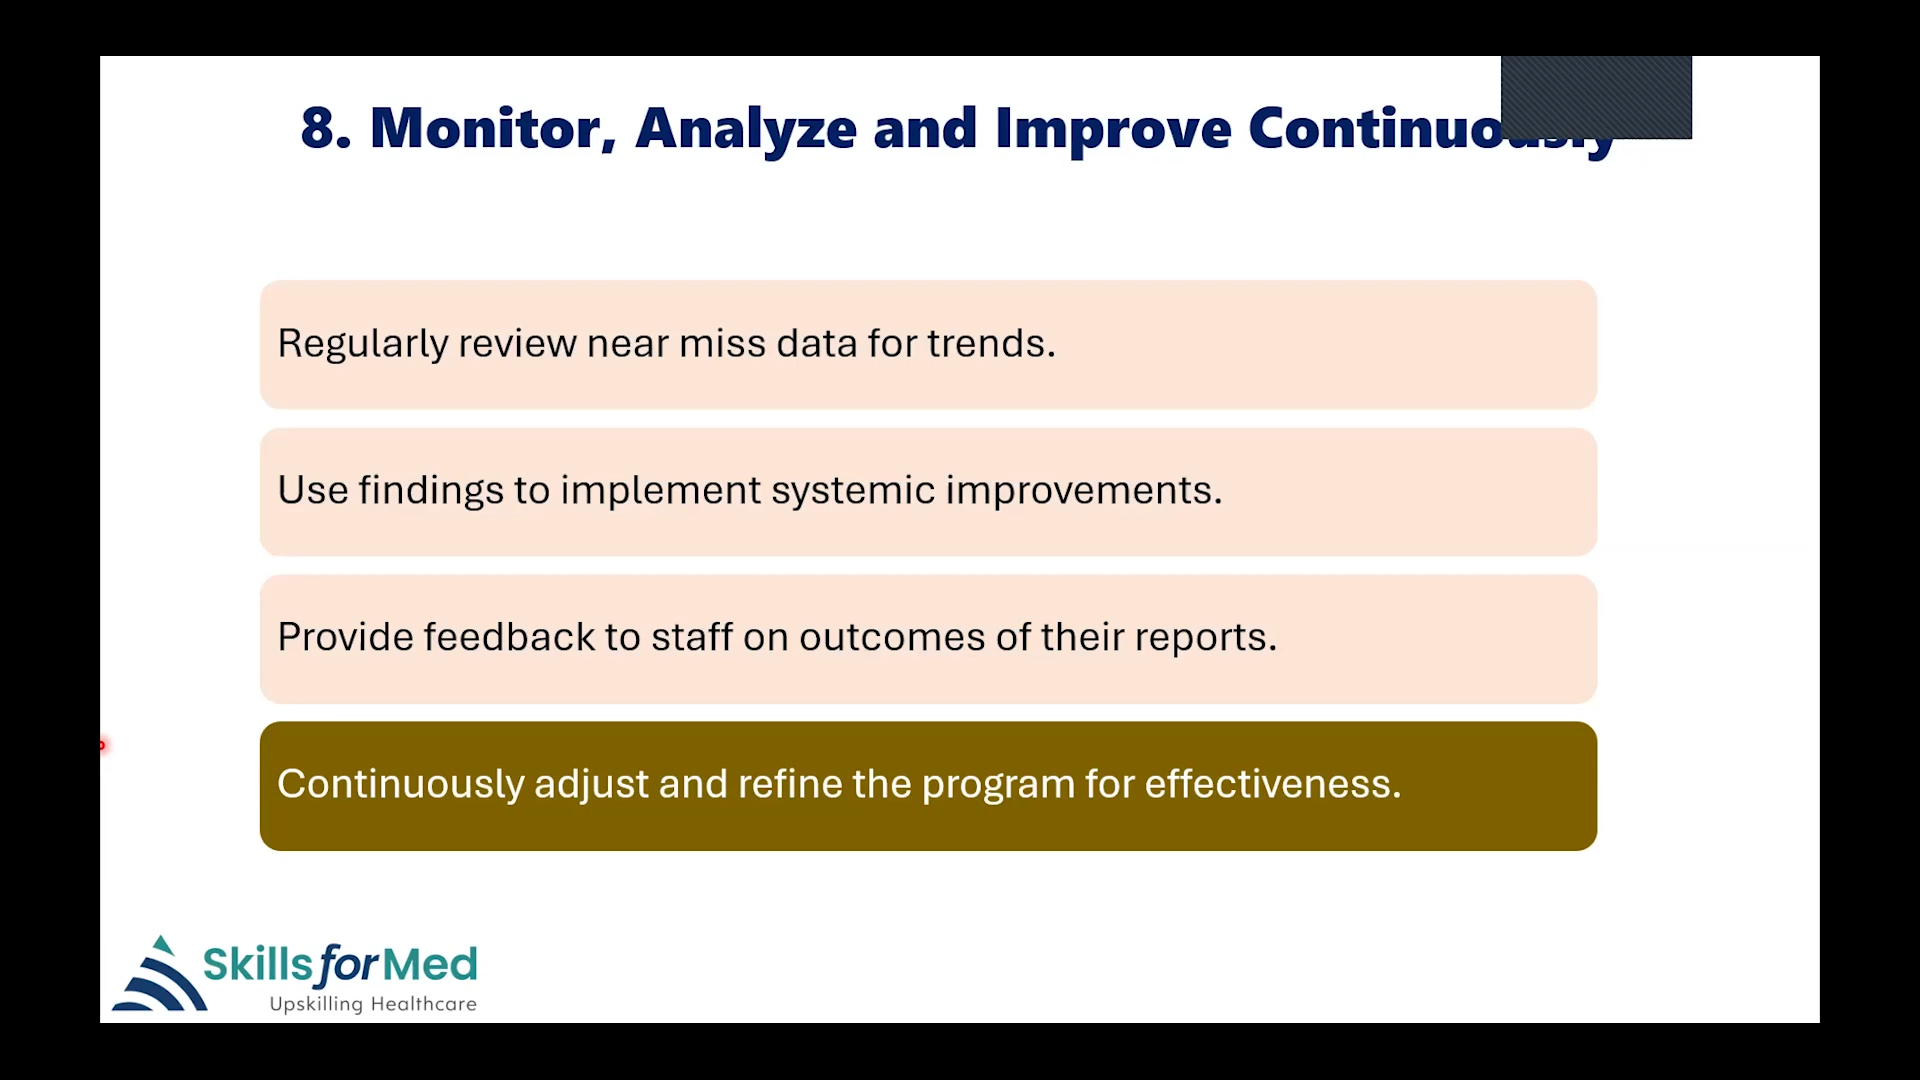 8. Monitor, Analyze and Improve Continuously
Regularly review near miss data for trends.
Use findings to implement systemic improvements.
Provide feedback to staff on outcomes of their reports.
Continuously adjust and refine the program for effectiveness.
SkillsforMed
Upskilling Healthcare